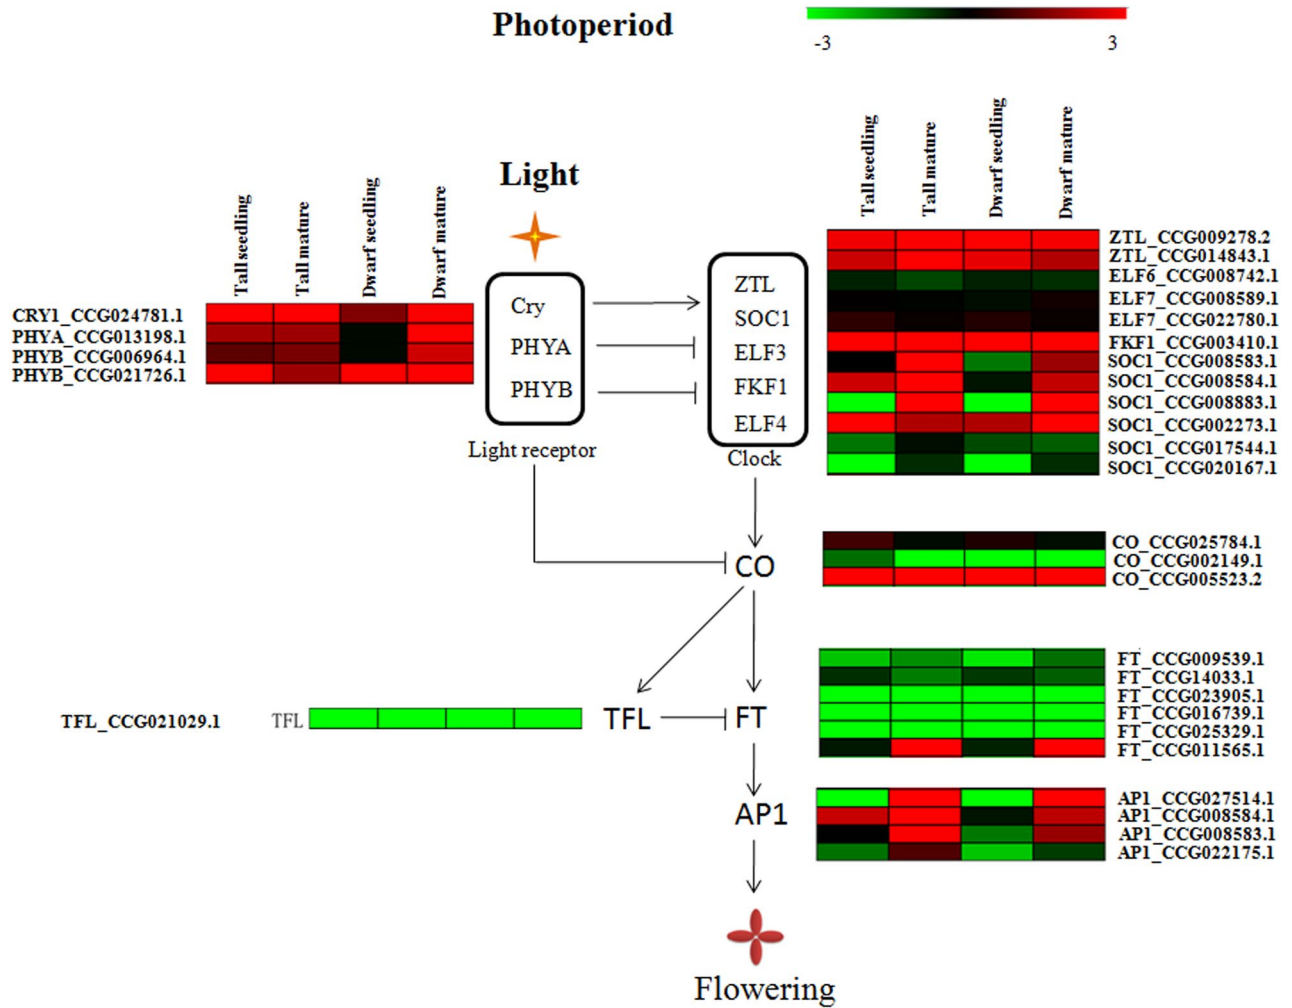 Photoperiod
-3 3
Light
Tall seedling
Tall mature
Dwarf seedling
Dwarf mature
CRY1_CCG024781.1
PHYA_CCG013198.1
PHYB_CCG006964.1
PHYB_CCG021726.1
Cry
PHYA
PHYB
Light receptor
ZTL
SOC1
ELF3
FKF1
ELF4
Clock
Tall seedling
Tall mature
Dwarf seedling
Dwarf mature
ZTL_CCG009278.2
ZTL_CCG014843.1
ELF6_CCG008742.1
ELF7_CCG008589.1
ELF7_CCG022780.1
FKF1_CCG003410.1
SOC1_CCG008583.1
SOC1_CCG008584.1
SOC1_CCG008883.1
SOC1_CCG002273.1
SOC1_CCG017544.1
SOC1_CCG020167.1
CO
CO_CCG025784.1
CO_CCG002149.1
CO_CCG005523.2
TFL_CCG021029.1
TFL
TFL
FT
FT_CCG009539.1
FT_CCG14033.1
FT_CCG023905.1
FT_CCG016739.1
FT_CCG025329.1
FT_CCG011565.1
AP1
AP1_CCG027514.1
AP1_CCG008584.1
AP1_CCG008583.1
AP1_CCG022175.1
Flowering